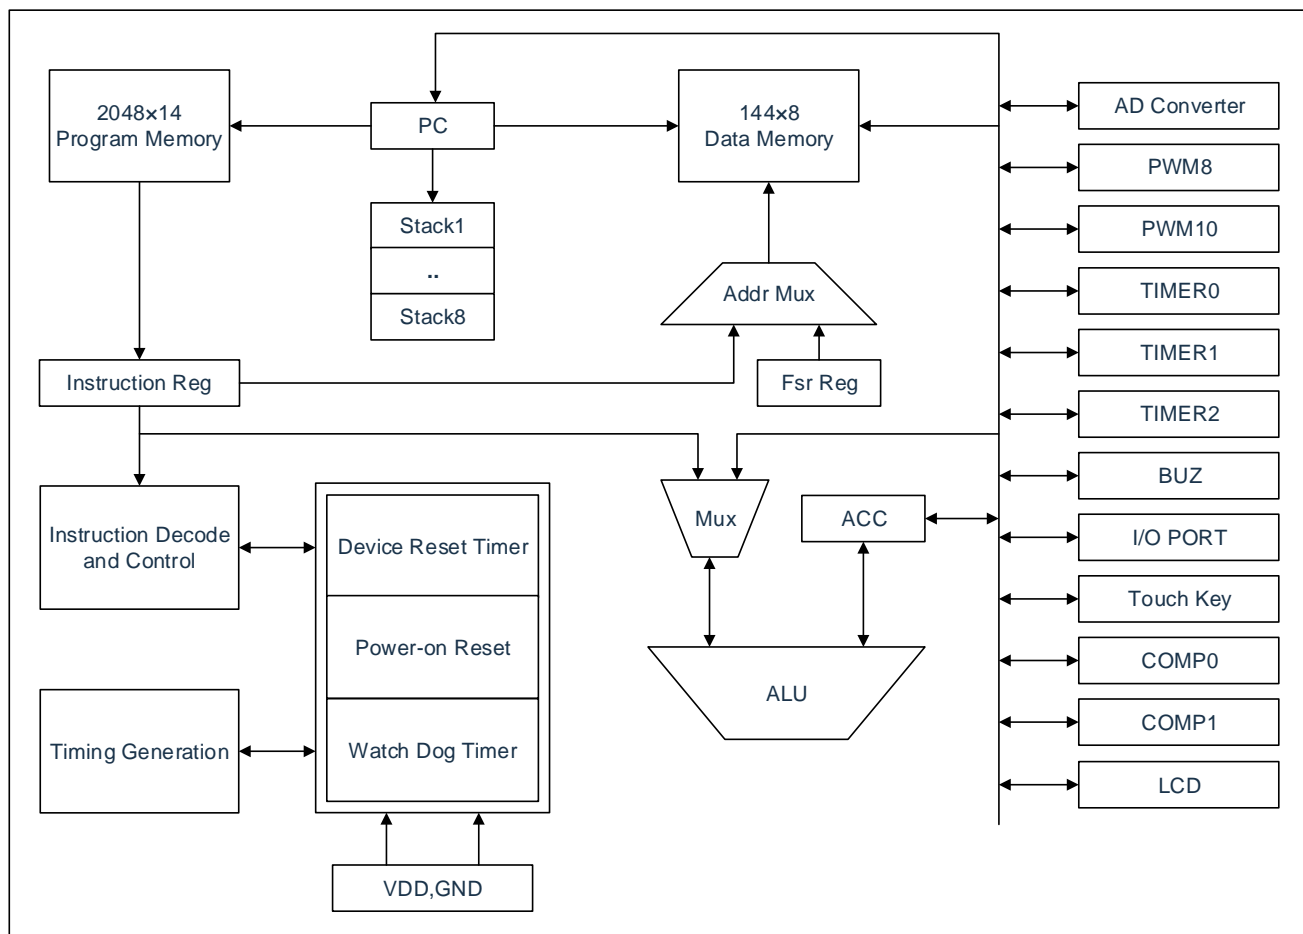 2048×14
Program Memory
PC
144×8
Data Memory
AD Converter
PWM8
Stack1
..
Stack8
PWM10
Addr Mux
TIMER0
TIMER1
Instruction Reg
Fsr Reg
TIMER2
BUZ
Instruction Decode
and Control
Device Reset Timer
Mux
ACC
I/O PORT
Touch Key
Power-on Reset
COMP0
ALU
COMP1
Timing Generation
Watch Dog Timer
LCD
VDD,GND